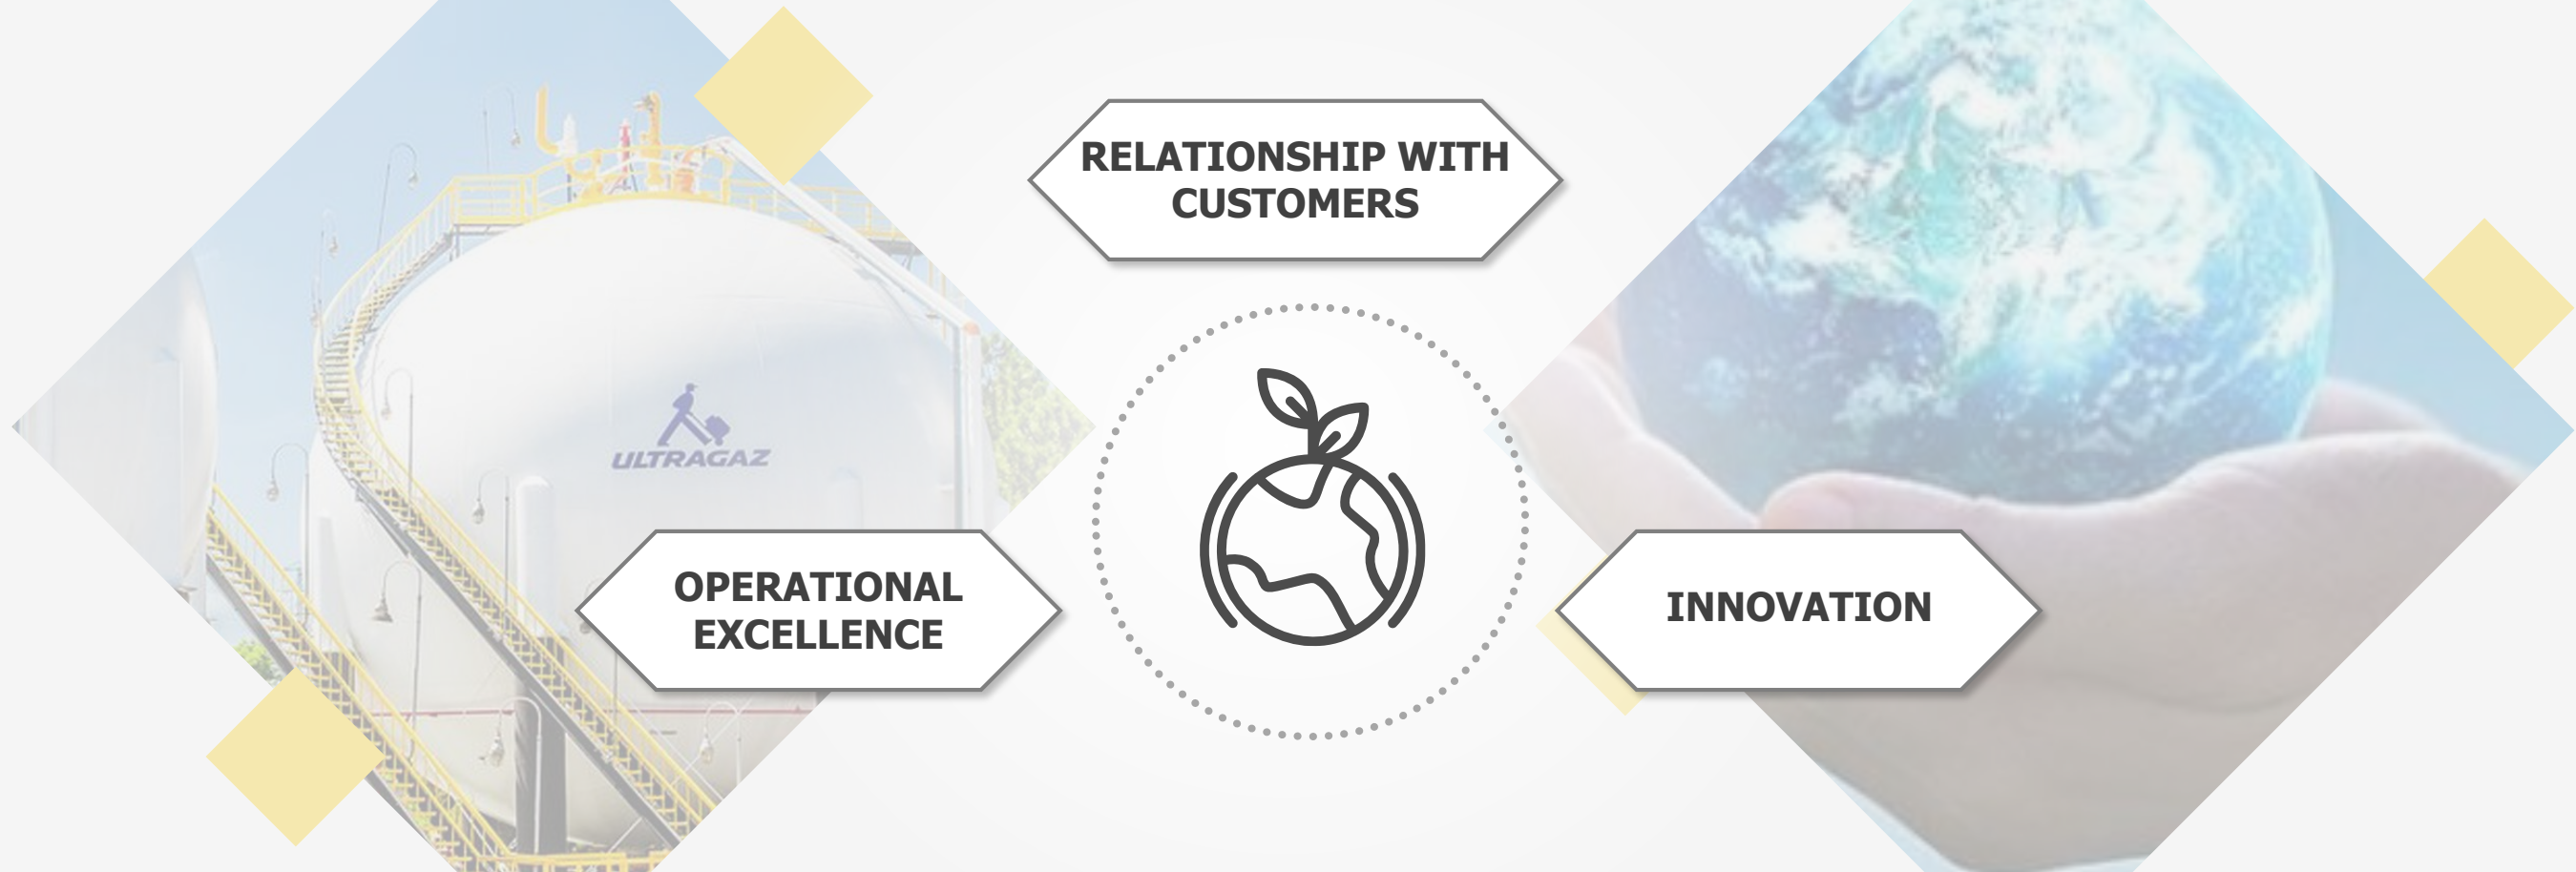 RELATIONSHIP WITH
CUSTOMERS
ULTRAGAZ
OPERATIONAL
EXCELLENCE
INNOVATION